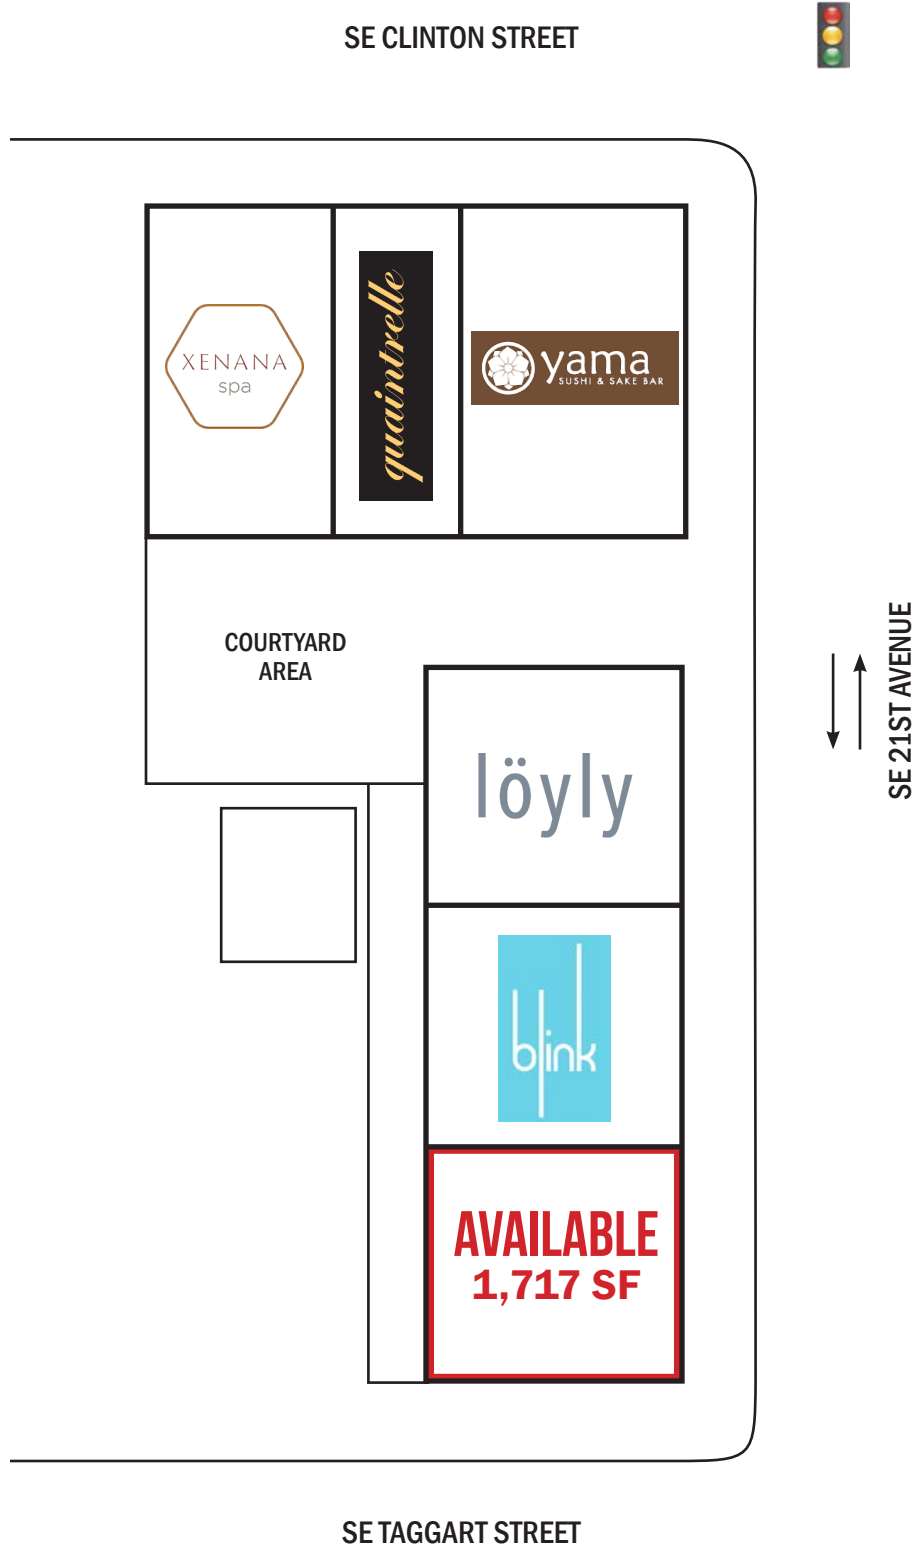 SE CLINTON STREET
XENANA
spa
quaintrelle
yama
SUSHI & SAKE BAR
COURTYARD
AREA
SE 21ST AVENUE
löyly
blink
AVAILABLE
1,717 SF
SE TAGGART STREET